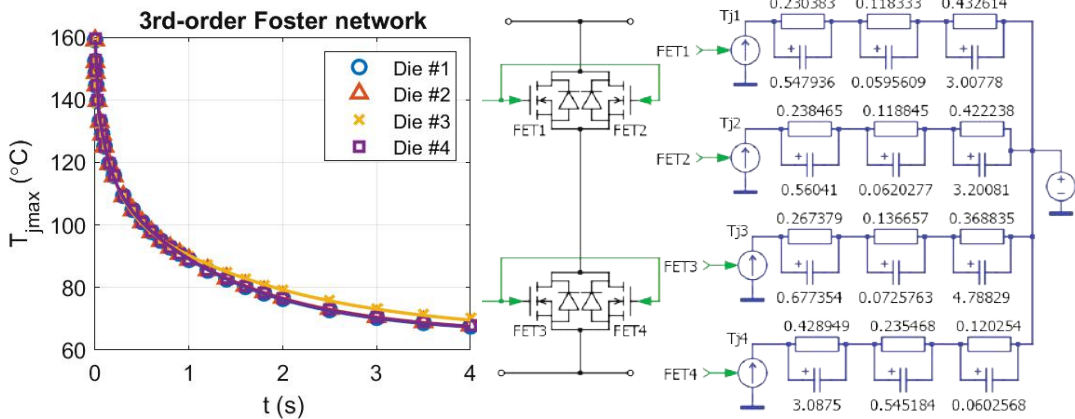 3rd-order Foster network
160
140
120
100
80
60
T_jmax (°C)
0
1
2
3
4
t (s)
Die #1
Die #2
Die #3
Die #4
FET1
FET2
FET3
FET4
Tj1
0.230383 0.118333 0.432614
FET1
+ + +
0.547936 0.0595609 3.00778
Tj2
0.238465 0.118845 0.422238
FET2
+ + +
0.56041 0.0620277 3.20081
+
−
Tj3
0.267379 0.136657 0.368835
FET3
+ + +
0.677354 0.0725763 4.78829
Tj4
0.428949 0.235468 0.120254
FET4
+ + +
3.0875 0.545184 0.0602568